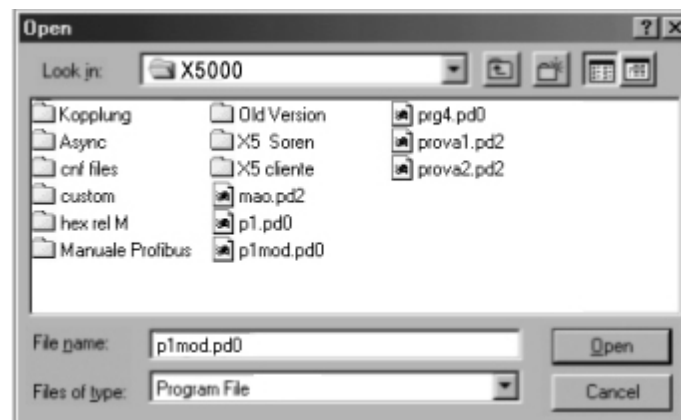 Open
Look in: X5000
Kopplung
Async
cnf files
custom
hex rel M
Manuale Profibus
Old Version
X5 Soren
X5 cliente
mao.pd2
p1.pd0
p1mod.pd0
prg4.pd0
prova1.pd2
prova2.pd2
File name: p1mod.pd0
Open
Files of type: Program File
Cancel